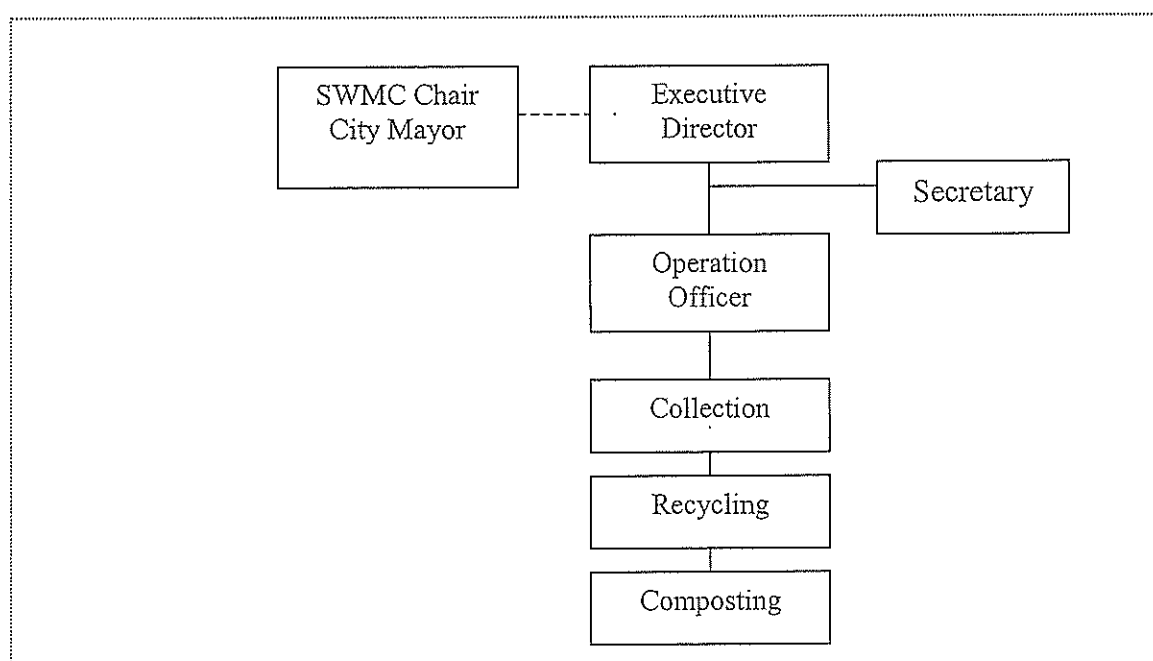 SWMC Chair
City Mayor
Executive
Director
Secretary
Operation
Officer
Collection
Recycling
Composting